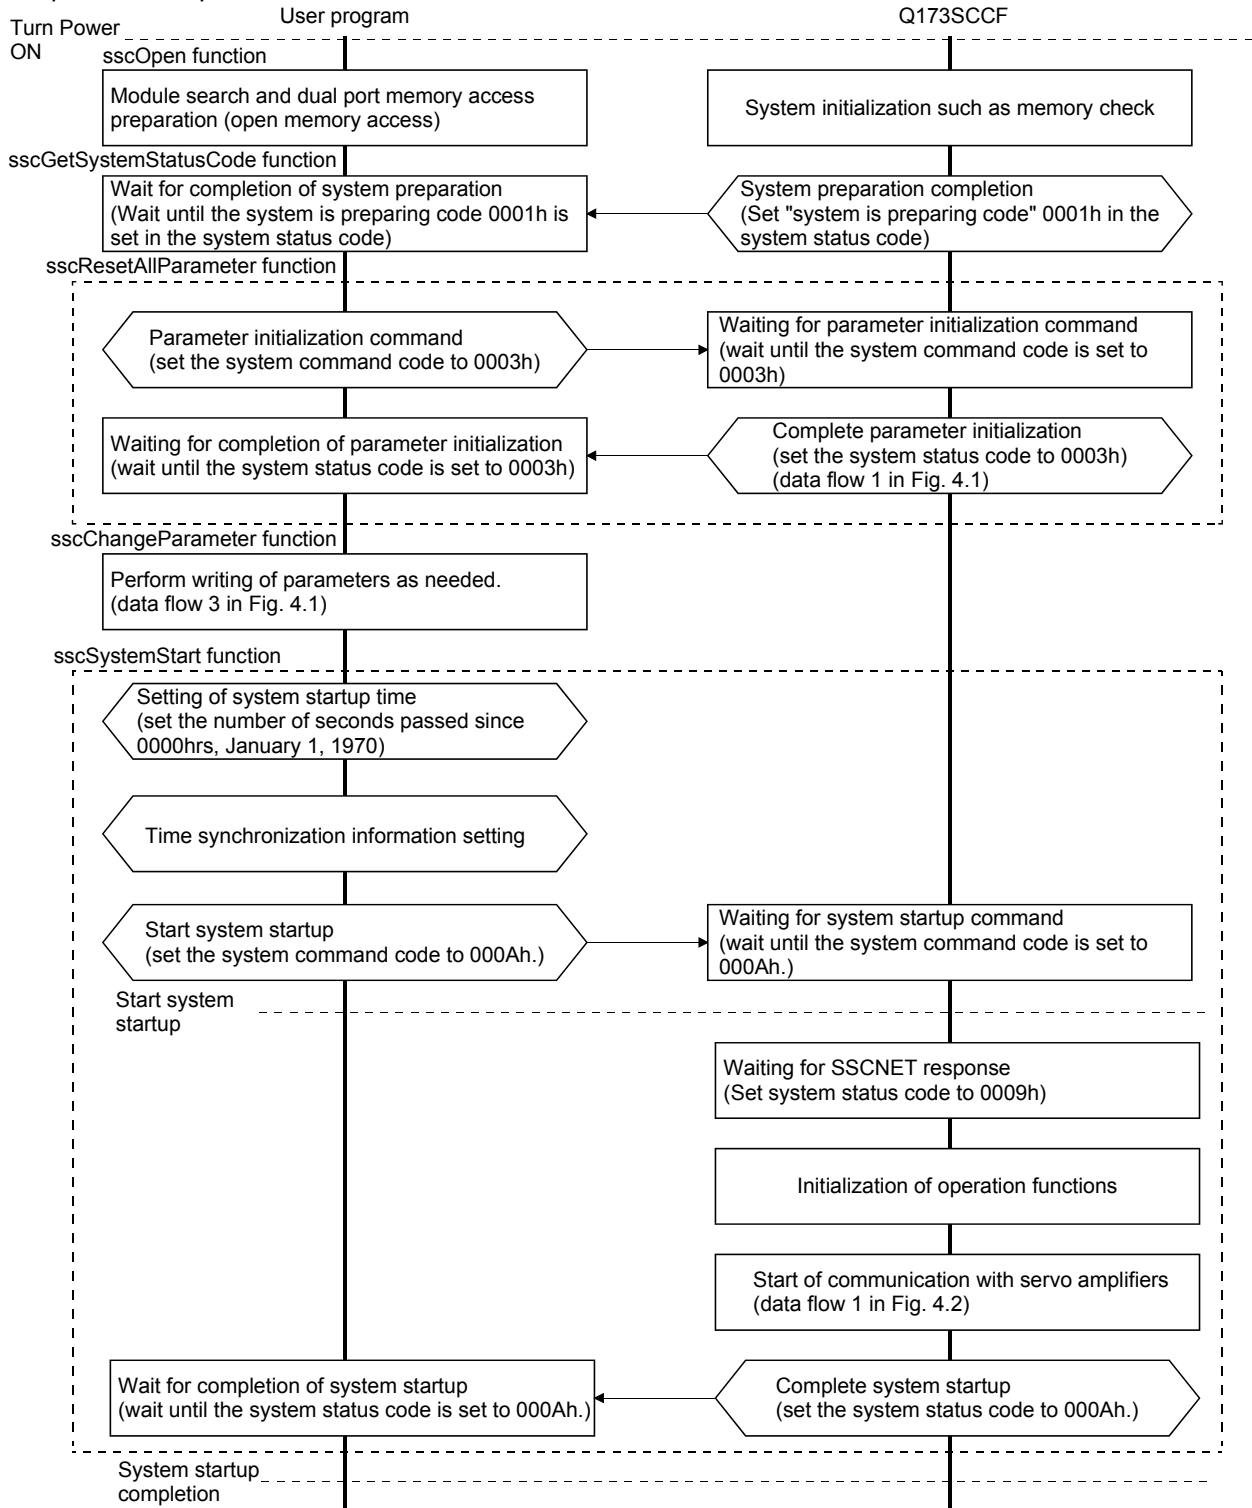 User program
Q173SCCF
Turn Power
ON
sscOpen function
Module search and dual port memory access
preparation (open memory access)
System initialization such as memory check
sscGetSystemStatusCode function
Wait for completion of system preparation
(Wait until the system is preparing code 0001h is
set in the system status code)
System preparation completion
(Set "system is preparing code" 0001h in the
system status code)
sscResetAllParameter function
Parameter initialization command
(set the system command code to 0003h)
Waiting for parameter initialization command
(wait until the system command code is set to
0003h)
Waiting for completion of parameter initialization
(wait until the system status code is set to 0003h)
Complete parameter initialization
(set the system status code to 0003h)
(data flow 1 in Fig. 4.1)
sscChangeParameter function
Perform writing of parameters as needed.
(data flow 3 in Fig. 4.1)
sscSystemStart function
Setting of system startup time
(set the number of seconds passed since
0000hrs, January 1, 1970)
Time synchronization information setting
Start system startup
(set the system command code to 000Ah.)
Waiting for system startup command
(wait until the system command code is set to
000Ah.)
Start system
startup
Waiting for SSCNET response
(Set system status code to 0009h)
Initialization of operation functions
Start of communication with servo amplifiers
(data flow 1 in Fig. 4.2)
Wait for completion of system startup
(wait until the system status code is set to 000Ah.)
Complete system startup
(set the system status code to 000Ah.)
System startup
completion